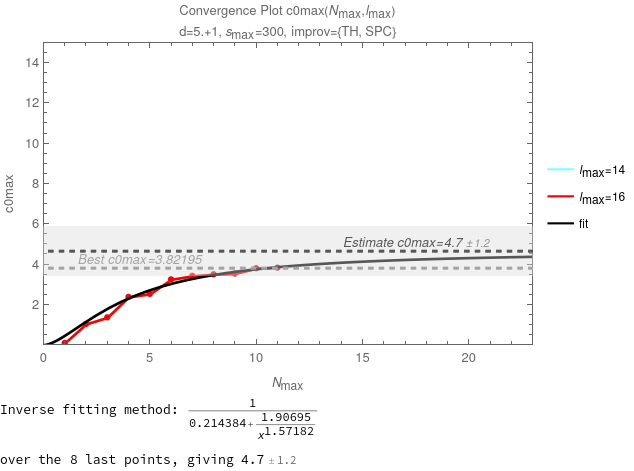 Convergence Plot c0max(Nmax,lmax)
d=5.+1, smax=300, improv={TH, SPC}
14
12
10
8
6
4
2
c0max
Estimate c0max=4.7 ±1.2
Best c0max=3.82195
lmax=14
lmax=16
fit
0 5 10 15 20
Nmax
Inverse fitting method: 1
0.214384+ 1.90695
x1.57182
over the 8 last points, giving 4.7 ±1.2